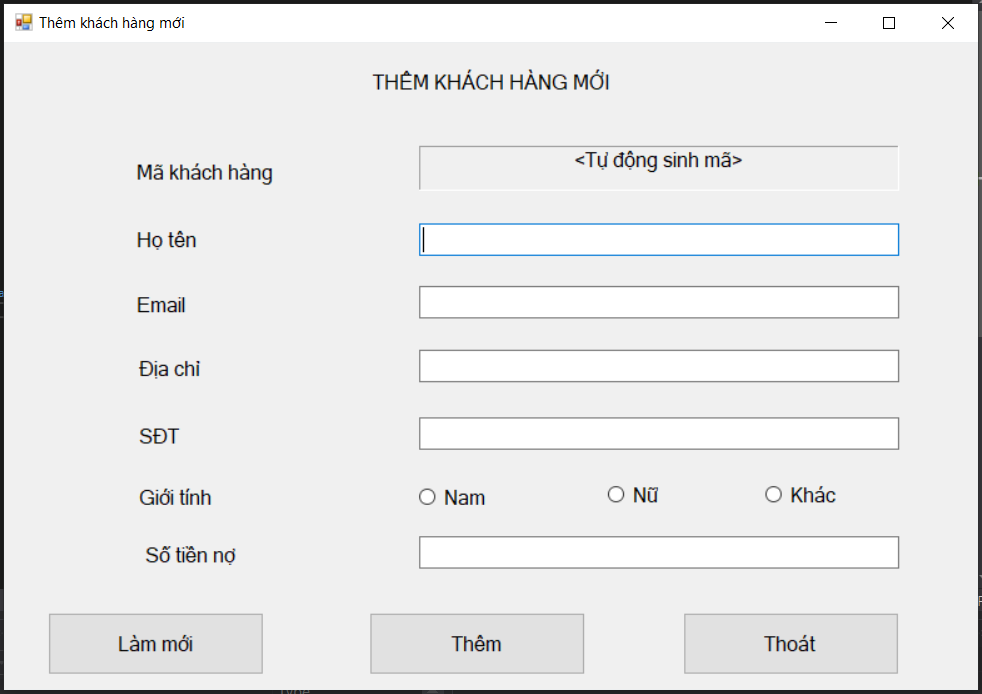 Thêm khách hàng mới
THÊM KHÁCH HÀNG MỚI
Mã khách hàng
<Tự động sinh mã>
Họ tên
Email
Địa chỉ
SĐT
Giới tính
Nam
Nữ
Khác
Số tiền nợ
Làm mới
Thêm
Thoát